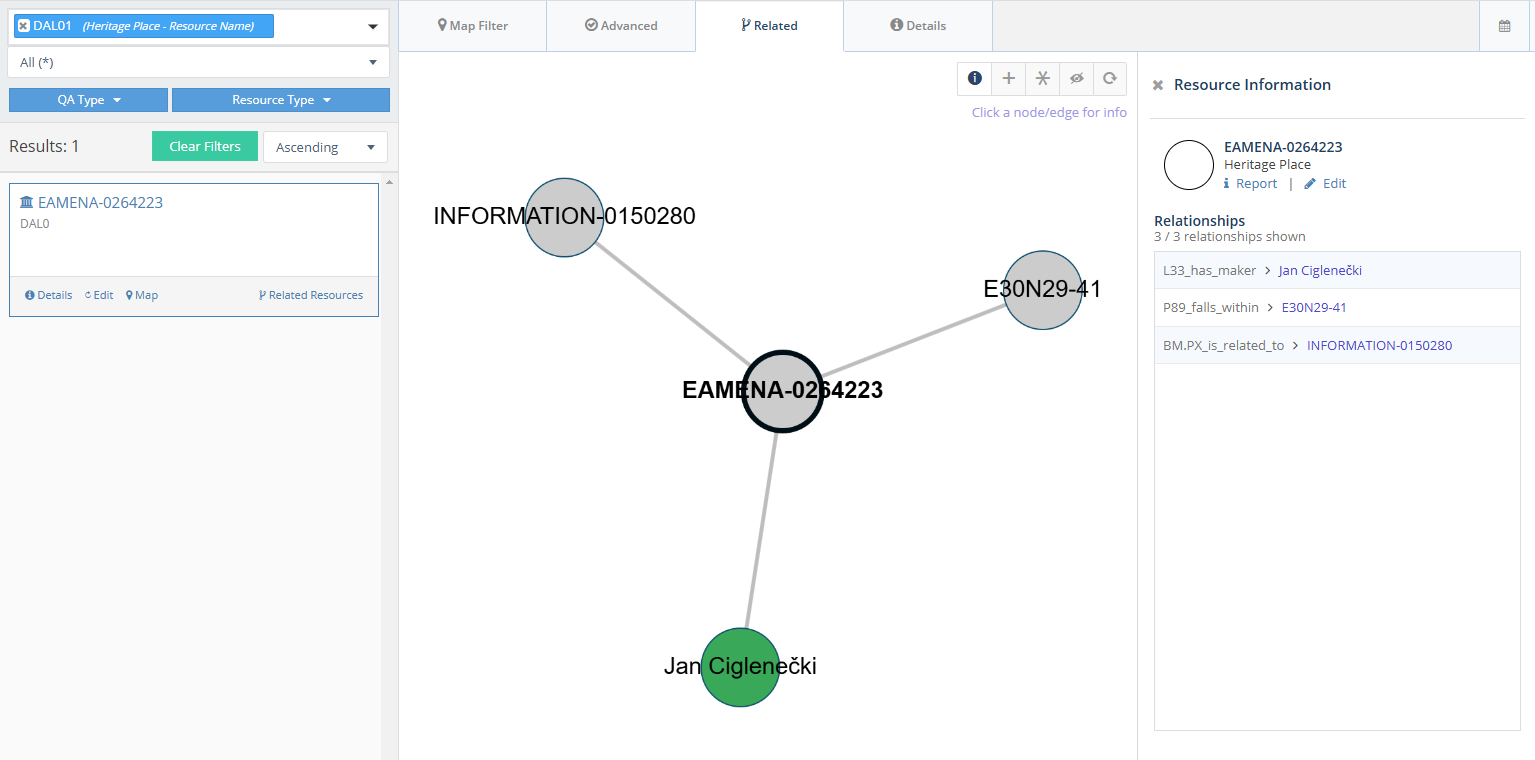 DAL01 (Heritage Place - Resource Name)
All (*)
QA Type
Resource Type
Results: 1
Clear Filters
Ascending
EAMENA-0264223
DAL0
Details
Edit
Map
Related Resources
Map Filter
Advanced
Related
Details
Click a node/edge for info
INFORMATION-0150280
E30N29-41
EAMENA-0264223
Jan Ciglenečki
Resource Information
EAMENA-0264223
Heritage Place
Report | Edit
Relationships
3 / 3 relationships shown
L33_has_maker > Jan Ciglenečki
P89_falls_within > E30N29-41
BM.PX_is_related_to > INFORMATION-0150280